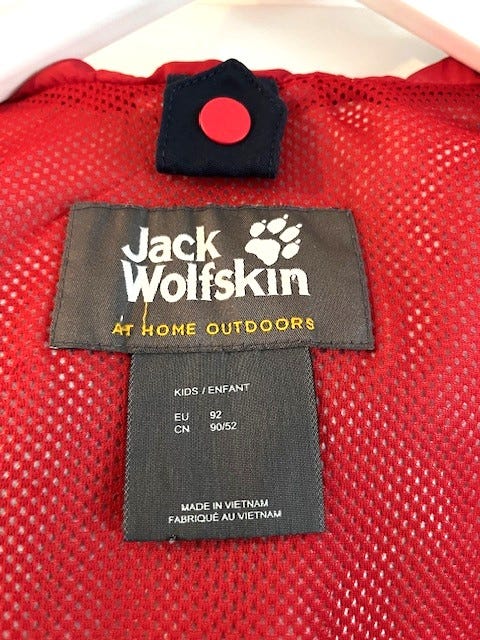 Jack
Wolfskin
AT HOME OUTDOORS
KIDS / ENFANT
EU 92
CN 90/52
MADE IN VIETNAM
FABRIQUÉ AU VIETNAM